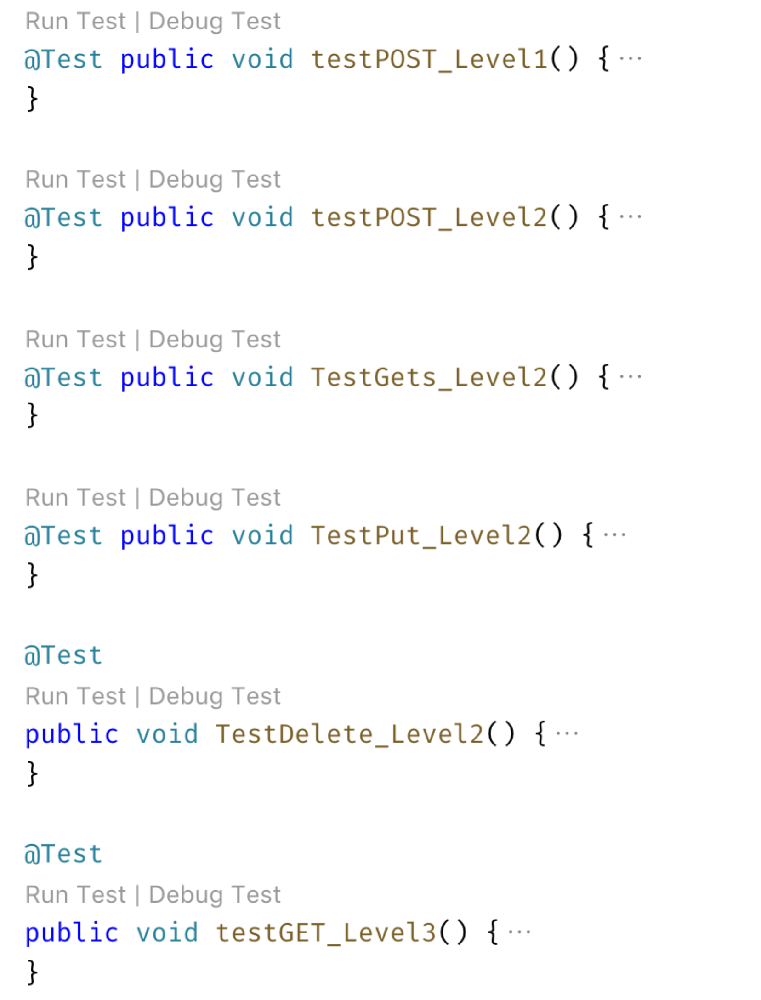 Run Test | Debug Test
@Test public void testPOST_Level1() { ···
}
Run Test | Debug Test
@Test public void testPOST_Level2() { ···
}
Run Test | Debug Test
@Test public void TestGets_Level2() { ···
}
Run Test | Debug Test
@Test public void TestPut_Level2() { ···
}
@Test
Run Test | Debug Test
public void TestDelete_Level2() { ···
}
@Test
Run Test | Debug Test
public void testGET_Level3() { ···
}